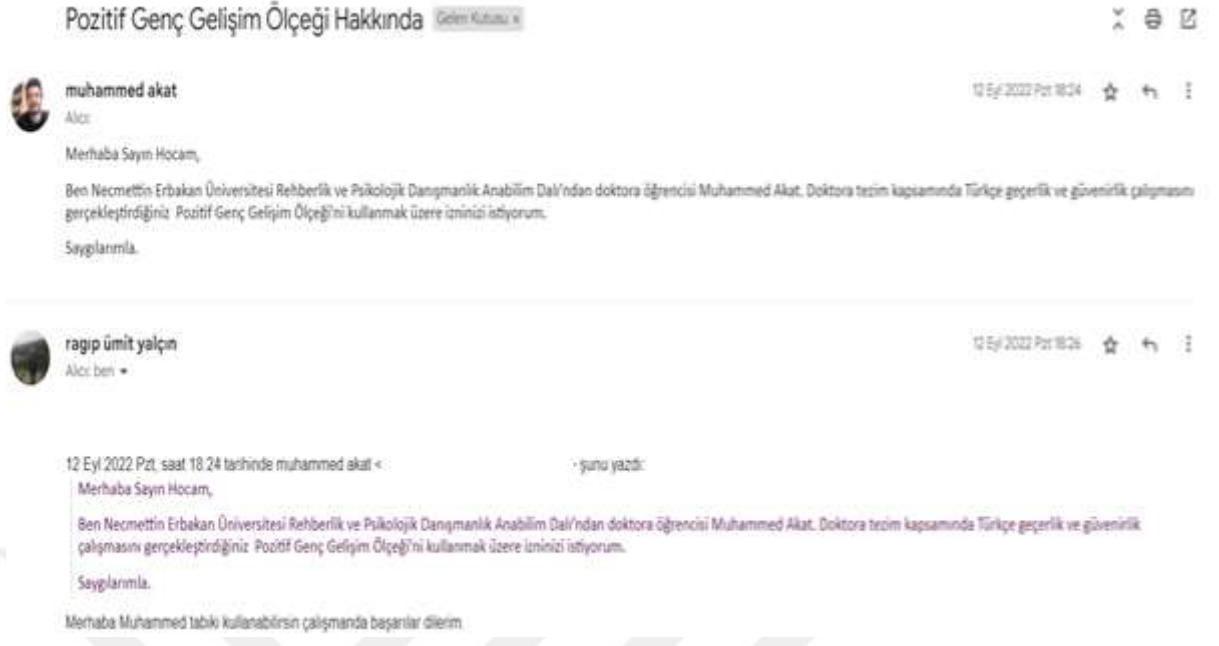 Pozitif Genç Gelişim Ölçeği Hakkında Gelen Kutusu x
muhammed akat
12 Eyl 2022 Pzt 18:24
Alıcı:
Merhaba Sayın Hocam,
Ben Necmettin Erbakan Üniversitesi Rehberlik ve Psikolojik Danışmanlık Anabilim Dalı'ndan doktora öğrencisi Muhammed Akat. Doktora tezim kapsamında Türkçe geçerlik ve güvenirlik çalışmasını
gerçekleştirdiğiniz Pozitif Genç Gelişim Ölçeği'ni kullanmak üzere izninizi istiyorum.
Saygılarımla.
ragıp ümit yalçın
12 Eyl 2022 Pzt 18:26
Alıcı: ben
12 Eyl 2022 Pzt, saat 18:24 tarihinde muhammed akat < şunu yazdı:
Merhaba Sayın Hocam,
Ben Necmettin Erbakan Üniversitesi Rehberlik ve Psikolojik Danışmanlık Anabilim Dalı'ndan doktora öğrencisi Muhammed Akat. Doktora tezim kapsamında Türkçe geçerlik ve güvenirlik
çalışmasını gerçekleştirdiğiniz Pozitif Genç Gelişim Ölçeği'ni kullanmak üzere izninizi istiyorum.
Saygılarımla.
Merhaba Muhammed tabiki kullanabilirsin çalışmanda başarılar dilerim